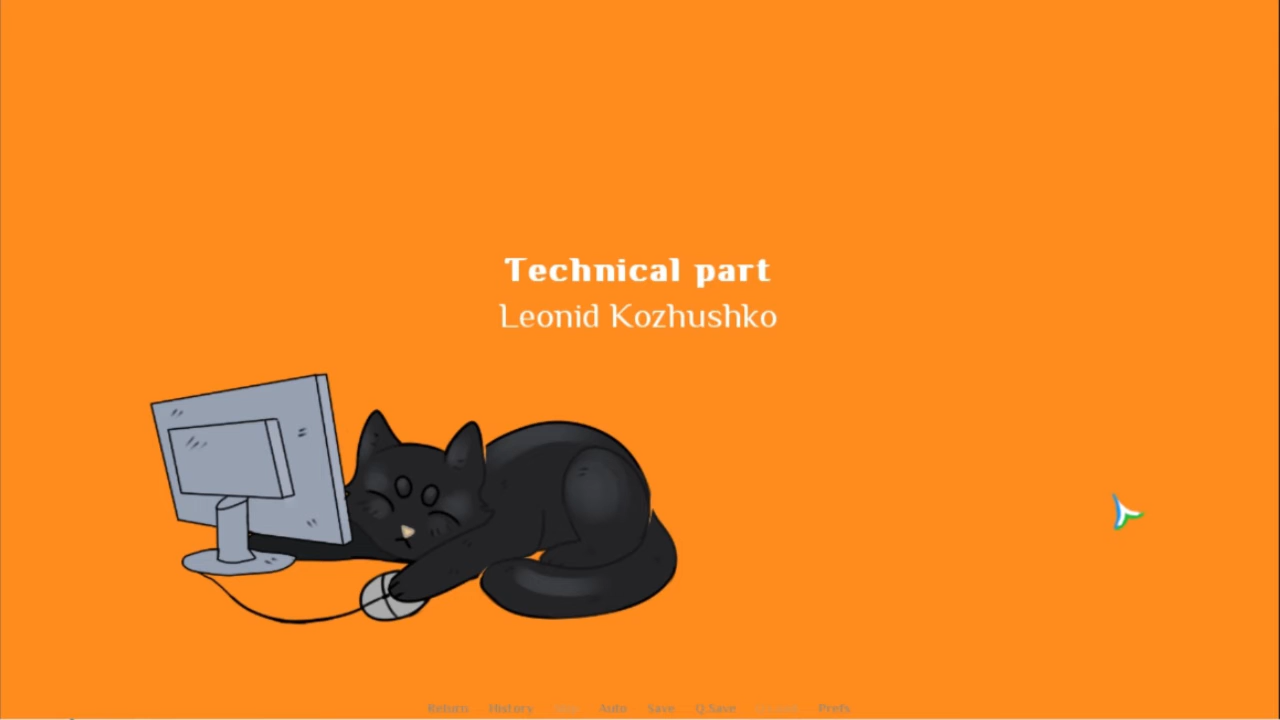 Technical part
Leonid Kozhushko
Return History Auto Save Q.Save Prefs